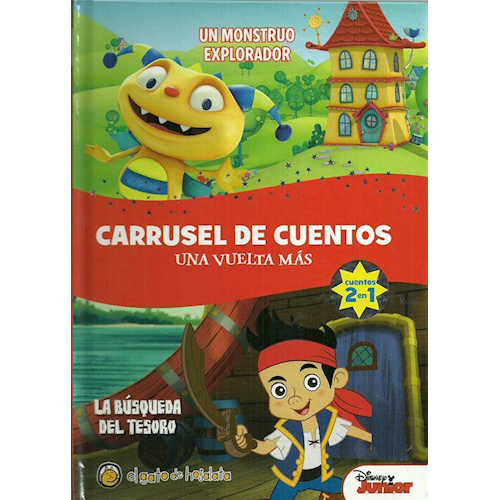 UN MONSTRUO
EXPLORADOR
CARRUSEL DE CUENTOS
UNA VUELTA MÁS
cuentos
2 en 1
LA BÚSQUEDA
DEL TESORO
el gato de hojalata
Disney
Junior